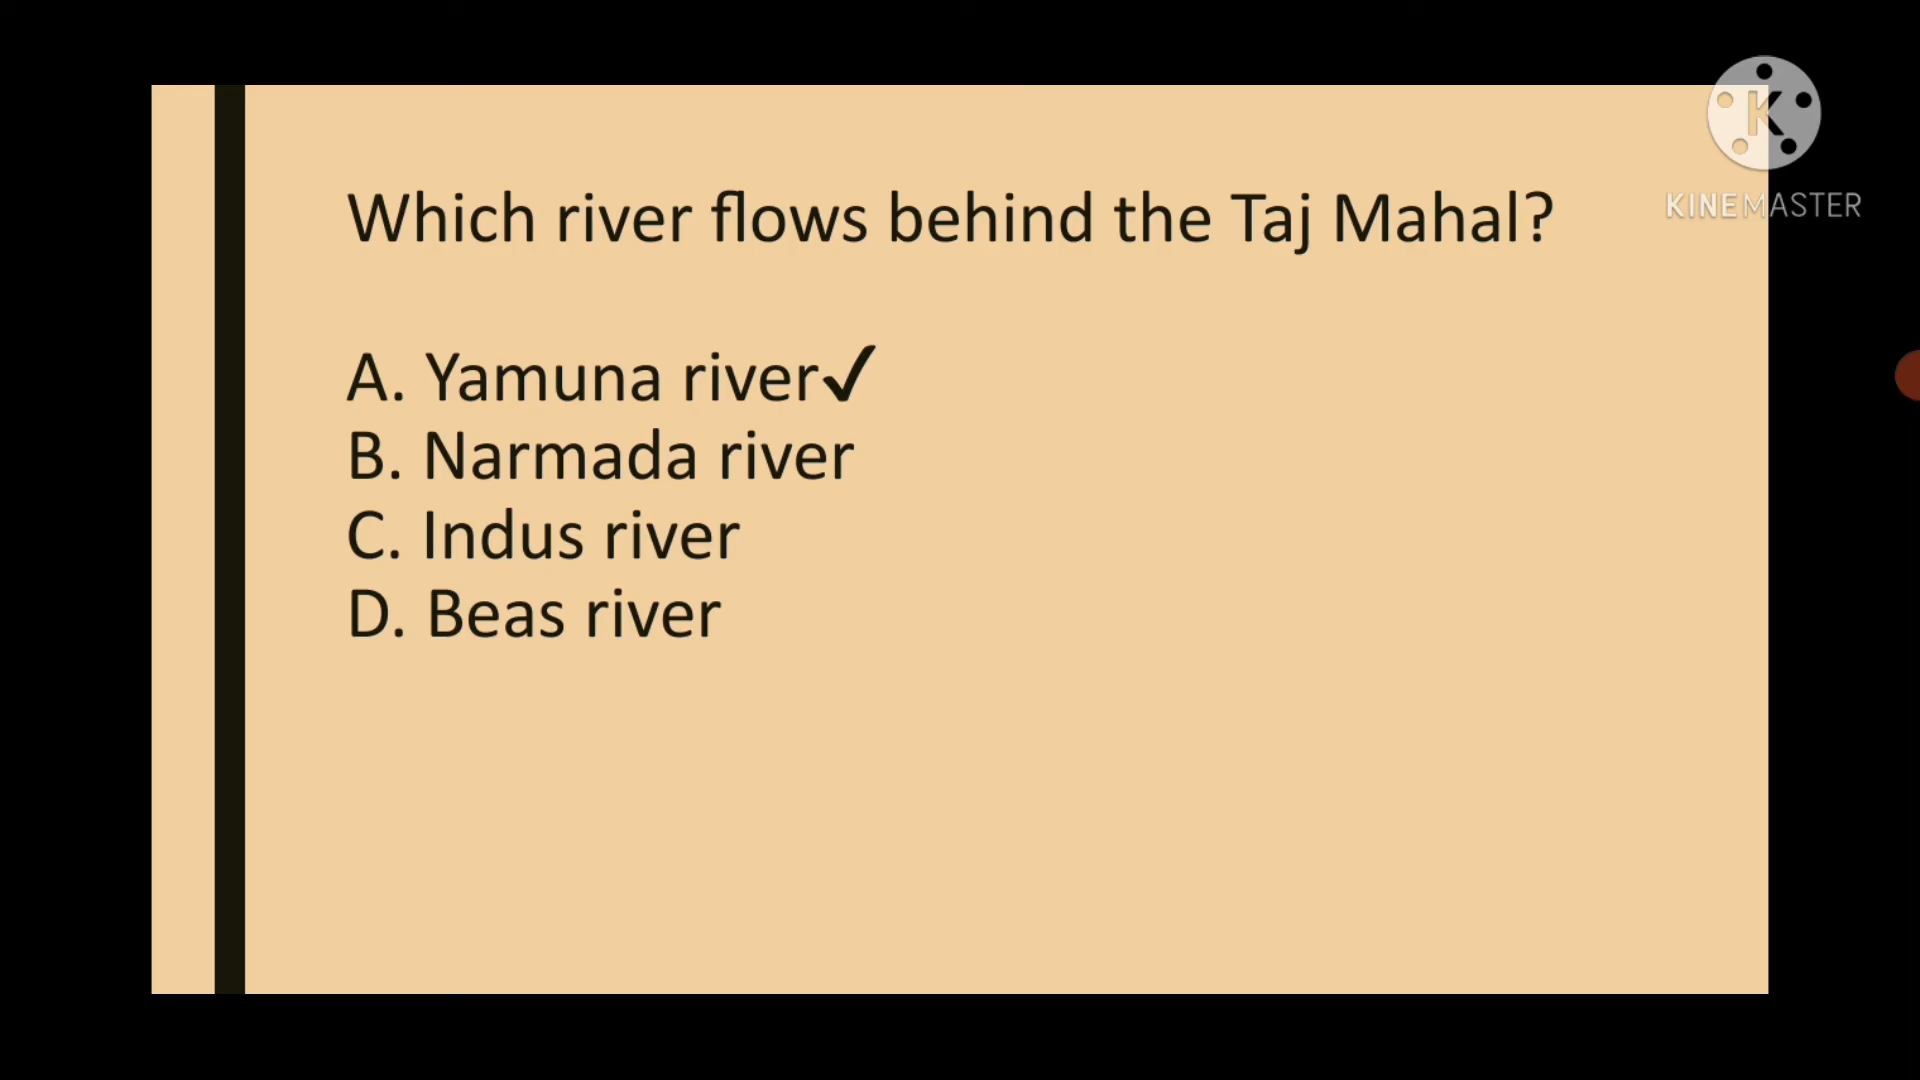 Which river flows behind the Taj Mahal?
A. Yamuna river✓
B. Narmada river
C. Indus river
D. Beas river
K
KINEMASTER